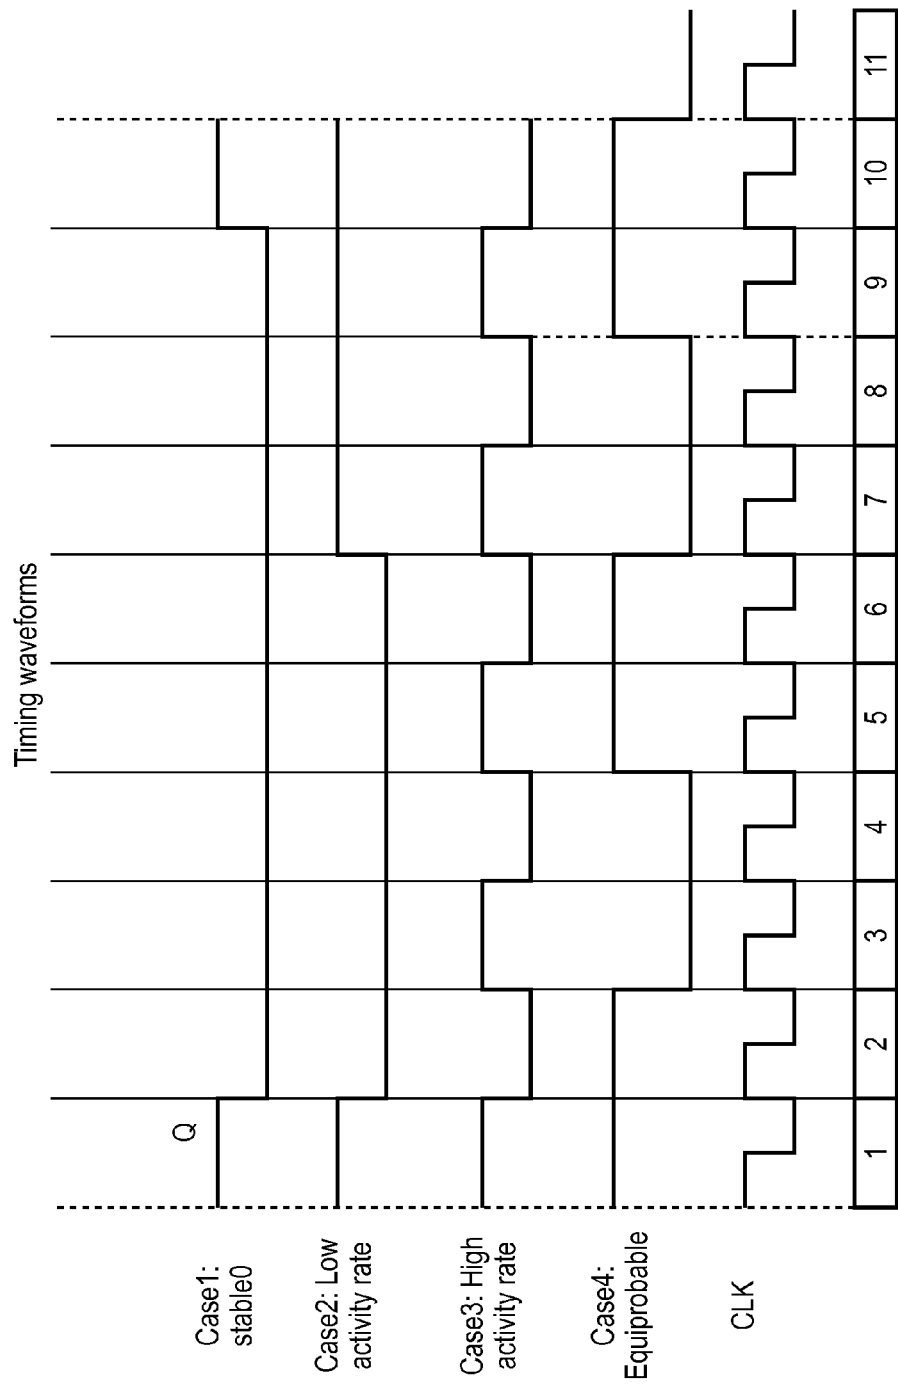 Timing waveforms
Q
Case1:
stable0
Case2: Low
activity rate
Case3: High
activity rate
Case4:
Equiprobable
CLK
1 2 3 4 5 6 7 8 9 10 11